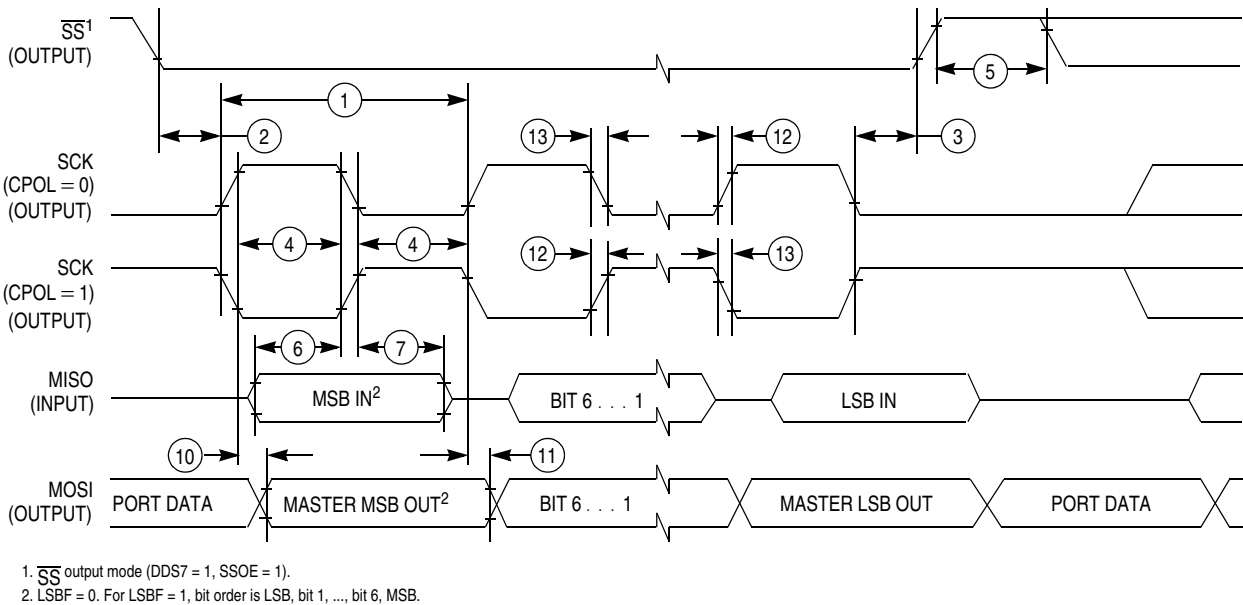 SS1
(OUTPUT)
5
1
2
13
12
3
SCK
(CPOL = 0)
(OUTPUT)
4
4
12
13
SCK
(CPOL = 1)
(OUTPUT)
6
7
MISO
(INPUT)
MSB IN2
BIT 6 . . . 1
LSB IN
10
11
MOSI
(OUTPUT)
PORT DATA
MASTER MSB OUT2
BIT 6 . . . 1
MASTER LSB OUT
PORT DATA
1. SS output mode (DDS7 = 1, SSOE = 1).
2. LSBF = 0. For LSBF = 1, bit order is LSB, bit 1, ..., bit 6, MSB.